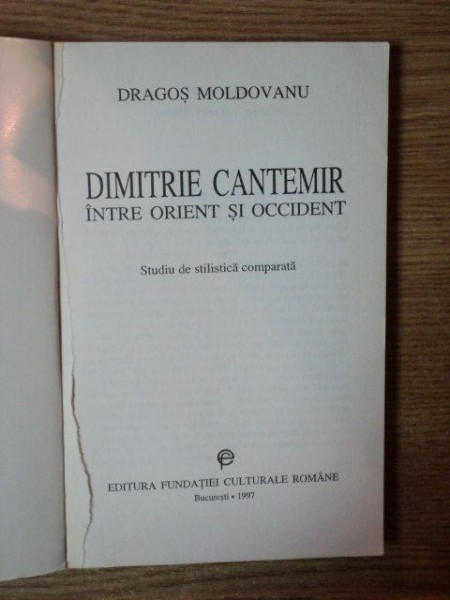 DRAGOȘ MOLDOVANU
DIMITRIE CANTEMIR
ÎNTRE ORIENT ȘI OCCIDENT
Studiu de stilistică comparată
EDITURA FUNDAȚIEI CULTURALE ROMÂNE
București • 1997